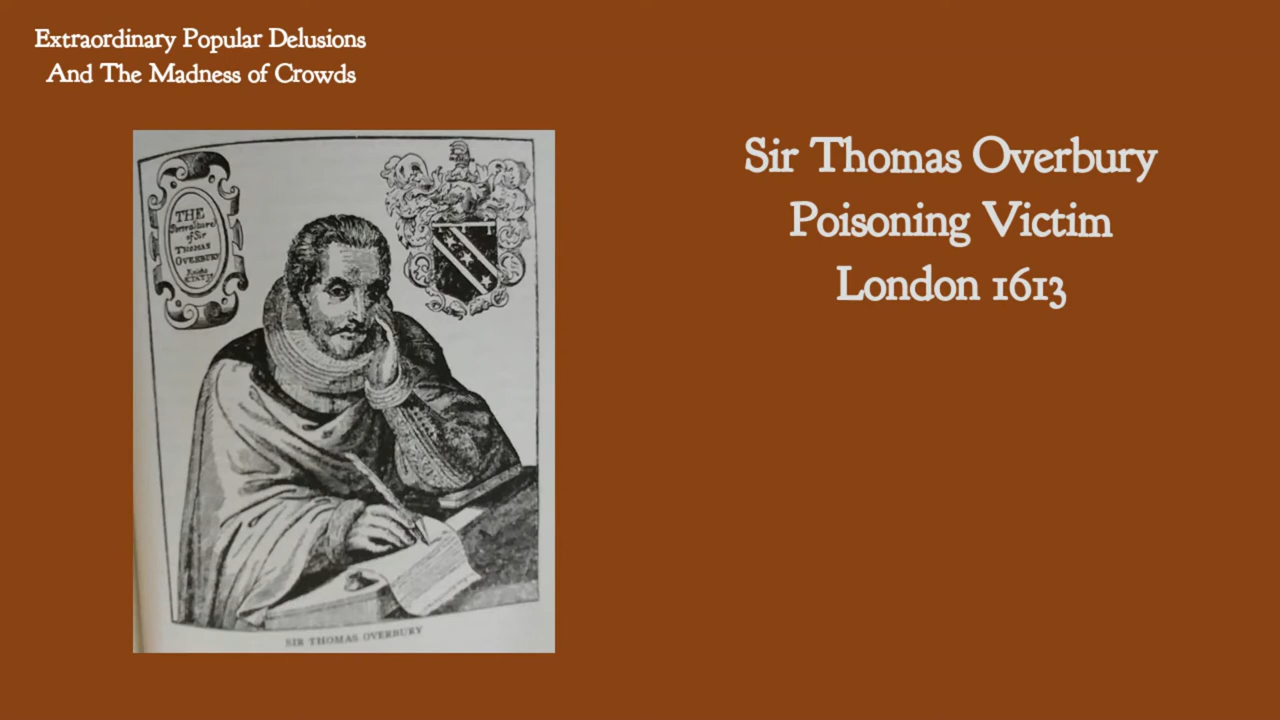 Extraordinary Popular Delusions
And The Madness of Crowds
Sir Thomas Overbury
Poisoning Victim
London 1613
THE
Portraiture
of Sir
THOMAS
OVERBURY
SIR THOMAS OVERBURY